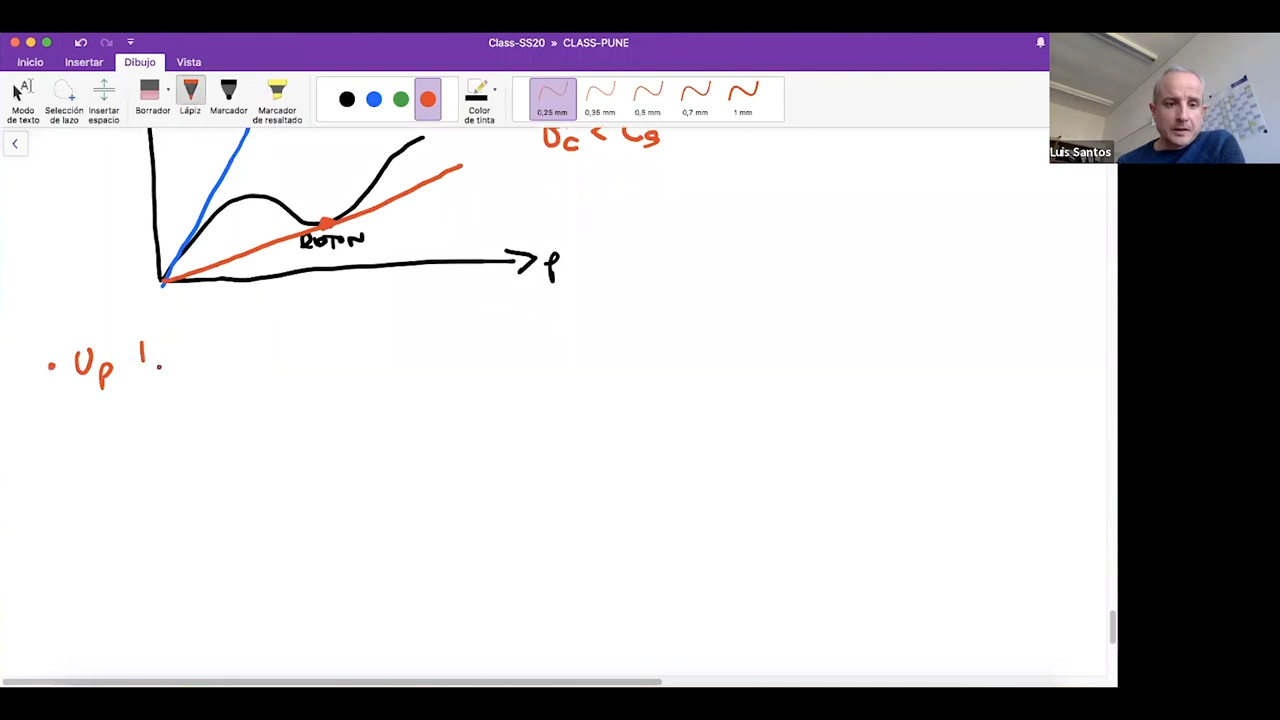 Class-SS20 » CLASS-PUNE
Inicio Insertar Dibujo Vista
Modo de texto
Selección de lazo
Insertar espacio
Borrador
Lápiz
Marcador
Marcador de resaltado
Color de tinta
0,25 mm 0,35 mm 0,5 mm 0,7 mm 1 mm
Luis Santos
ROTON
p
• U_p